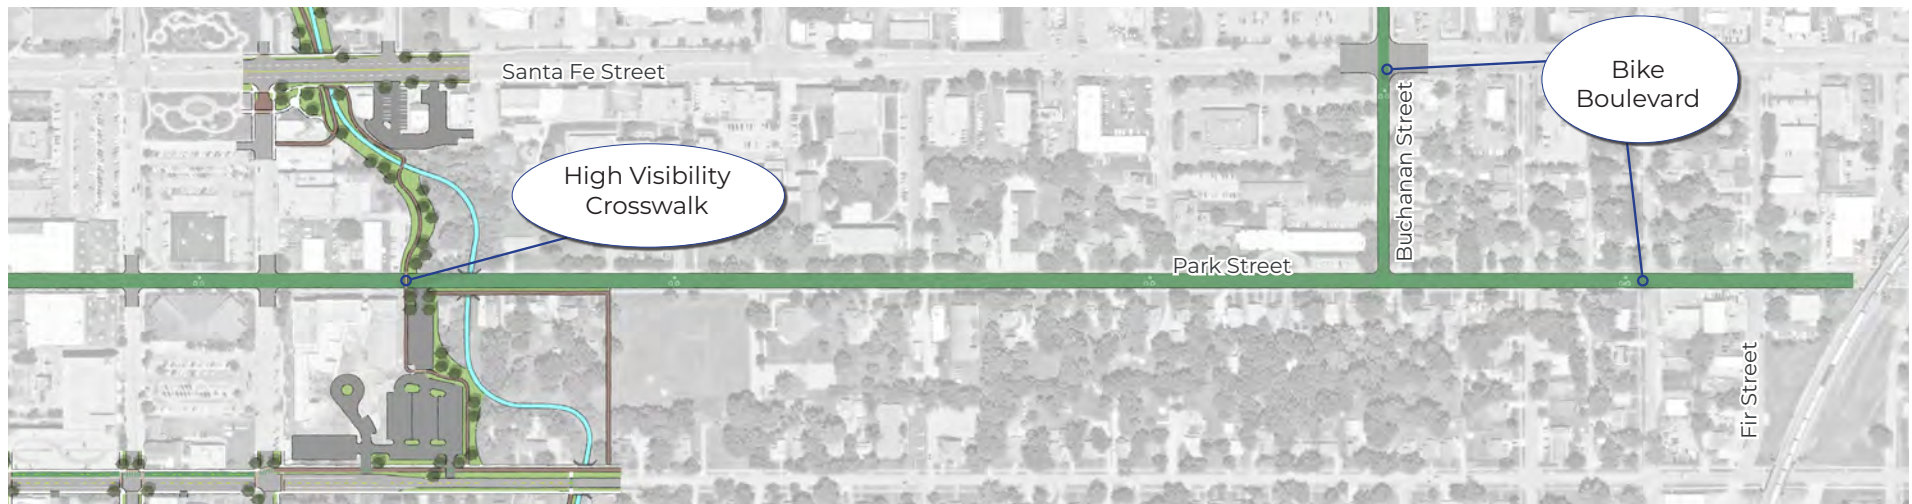 Santa Fe Street
Bike
Boulevard
High Visibility
Crosswalk
Buchanan Street
Park Street
Fir Street